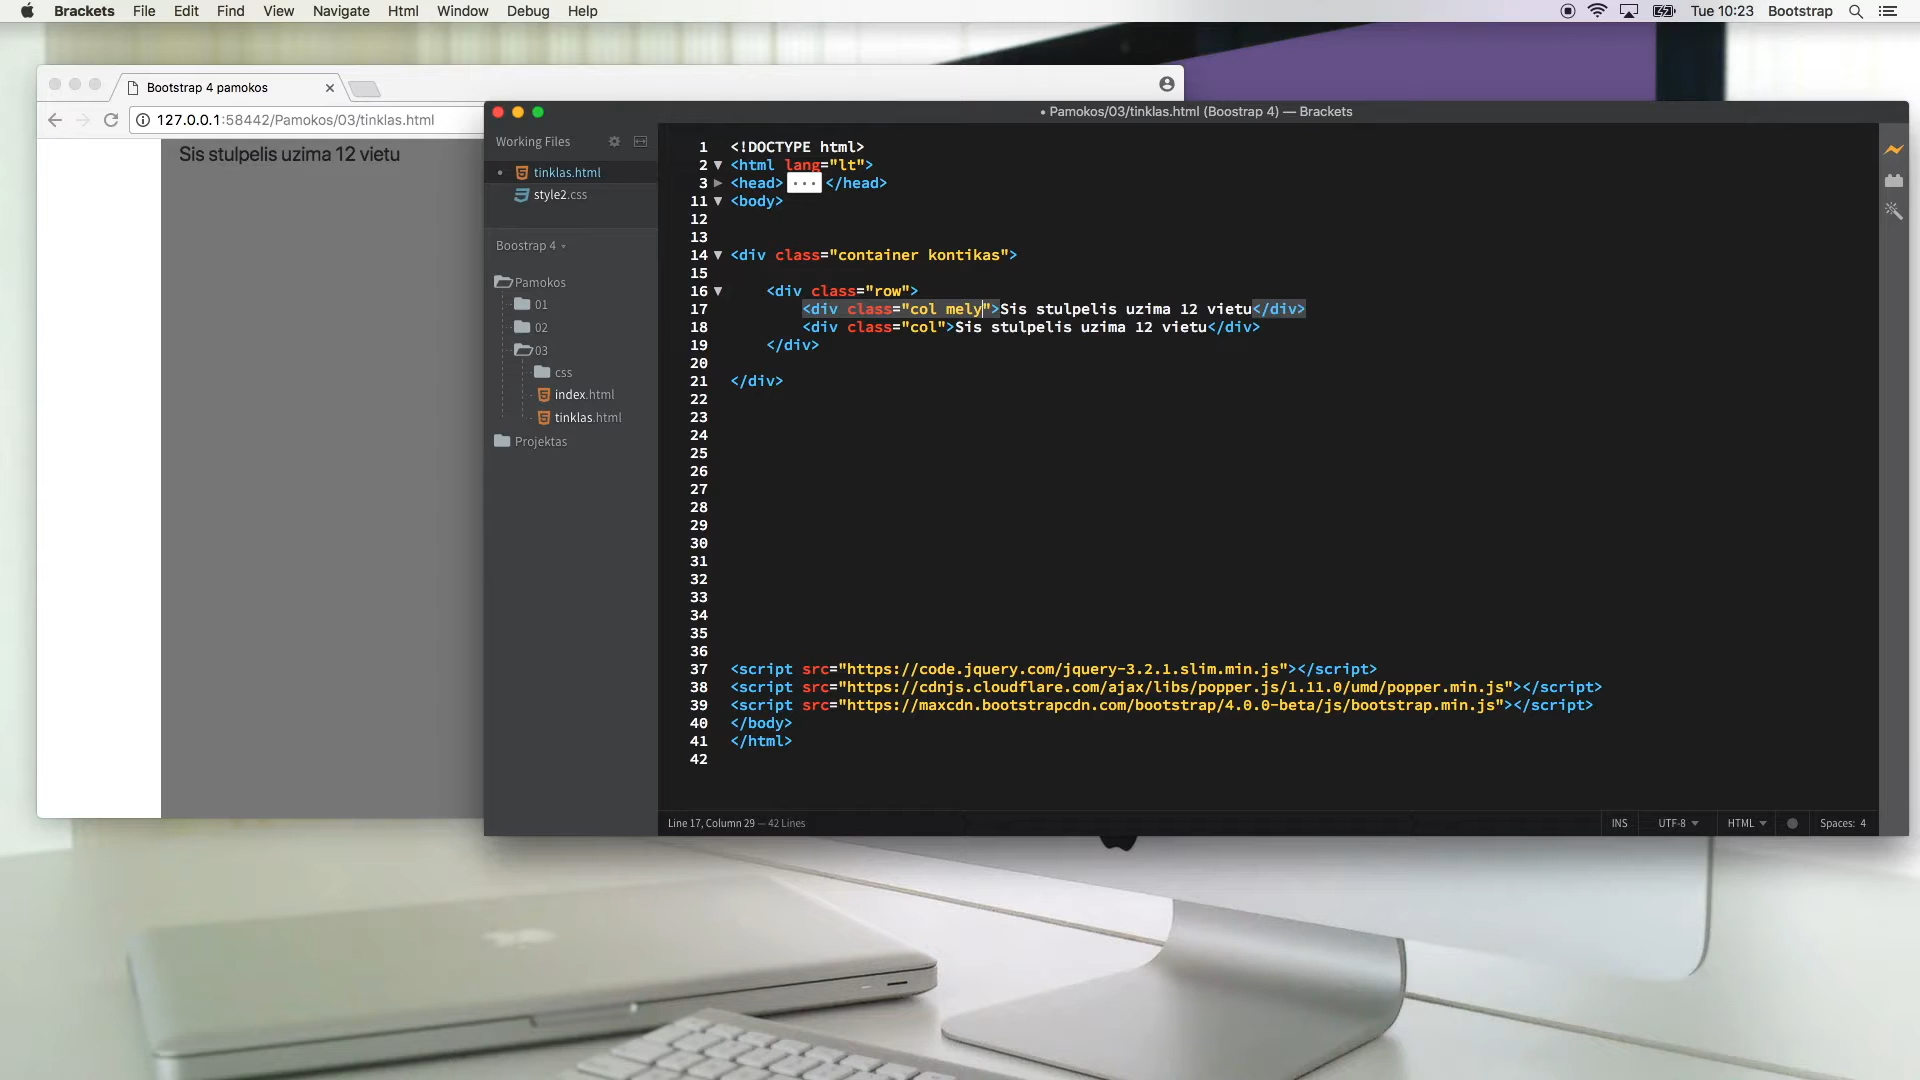 Brackets File Edit Find View Navigate Html Window Debug Help Tue 10:23 Bootstrap
Bootstrap 4 pamokos
127.0.0.1:58442/Pamokos/03/tinklas.html
Sis stulpelis uzima 12 vietu
• Pamokos/03/tinklas.html (Boostrap 4) — Brackets
Working Files
tinklas.html
style2.css
Boostrap 4
Pamokos
01
02
03
css
index.html
tinklas.html
Projektas
1 <!DOCTYPE html>
2 <html lang="lt">
3 <head>...</head>
11 <body>
12
13
14 <div class="container kontikas">
15
16 <div class="row">
17 <div class="col mely">Sis stulpelis uzima 12 vietu</div>
18 <div class="col">Sis stulpelis uzima 12 vietu</div>
19 </div>
20
21 </div>
22
23
24
25
26
27
28
29
30
31
32
33
34
35
36
37 <script src="https://code.jquery.com/jquery-3.2.1.slim.min.js"></script>
38 <script src="https://cdnjs.cloudflare.com/ajax/libs/popper.js/1.11.0/umd/popper.min.js"></script>
39 <script src="https://maxcdn.bootstrapcdn.com/bootstrap/4.0.0-beta/js/bootstrap.min.js"></script>
40 </body>
41 </html>
42
Line 17, Column 29 — 42 Lines INS UTF-8 HTML Spaces: 4